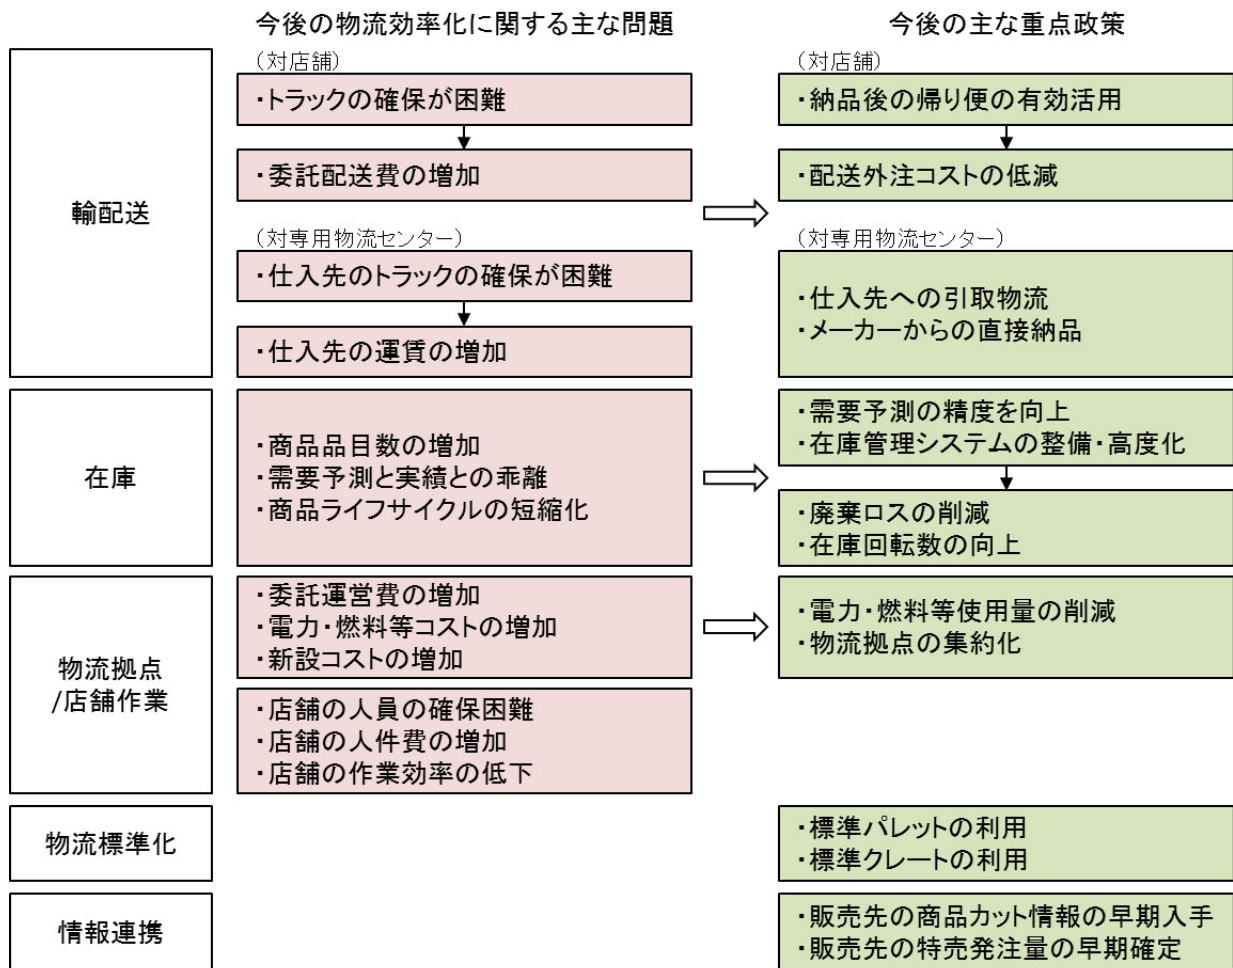 今後の物流効率化に関する主な問題
今後の主な重点政策
輸配送
（対店舗）
・トラックの確保が困難
・委託配送費の増加
（対専用物流センター）
・仕入先のトラックの確保が困難
・仕入先の運賃の増加
（対店舗）
・納品後の帰り便の有効活用
・配送外注コストの低減
（対専用物流センター）
・仕入先への引取物流
・メーカーからの直接納品
在庫
・商品品目数の増加
・需要予測と実績との乖離
・商品ライフサイクルの短縮化
・需要予測の精度を向上
・在庫管理システムの整備・高度化
・廃棄ロスの削減
・在庫回転数の向上
物流拠点
/店舗作業
・委託運営費の増加
・電力・燃料等コストの増加
・新設コストの増加
・店舗の人員の確保困難
・店舗の人件費の増加
・店舗の作業効率の低下
・電力・燃料等使用量の削減
・物流拠点の集約化
物流標準化
・標準パレットの利用
・標準クレートの利用
情報連携
・販売先の商品カット情報の早期入手
・販売先の特売発注量の早期確定